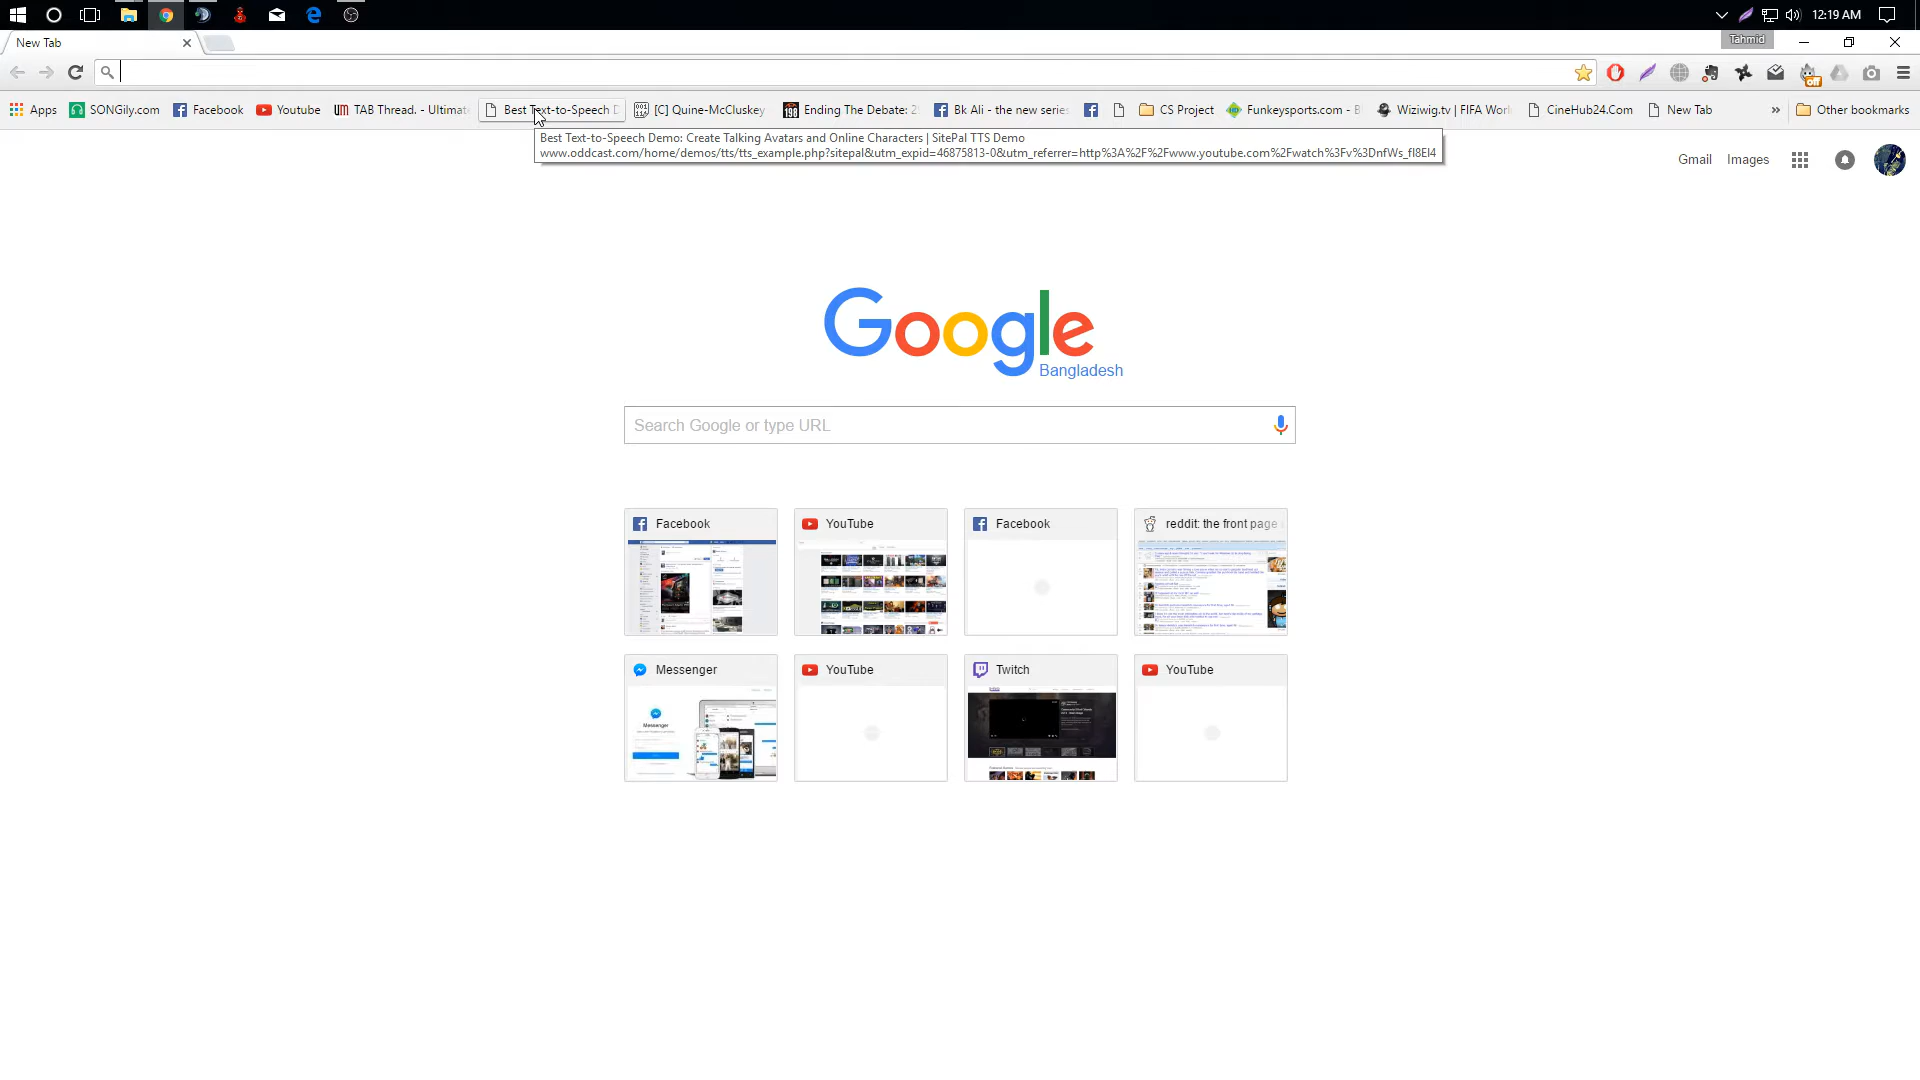 12:19 AM
New Tab
Tahmid
off
Apps
SONGily.com
Facebook
Youtube
TAB Thread. - Ultimat
Best Text-to-Speech D
[C] Quine-McCluskey
Ending The Debate: 2
Bk Ali - the new series
CS Project
Funkeysports.com - B
Wiziwig.tv | FIFA Worl
CineHub24.Com
New Tab
»
Other bookmarks
Best Text-to-Speech Demo: Create Talking Avatars and Online Characters | SitePal TTS Demo
www.oddcast.com/home/demos/tts/tts_example.php?sitepal&utm_expid=46875813-0&utm_referrer=http%3A%2F%2Fwww.youtube.com%2Fwatch%3Fv%3DnfWs_fI8EI4
Gmail
Images
Google
Bangladesh
Search Google or type URL
Facebook
YouTube
Facebook
reddit: the front page
Messenger
YouTube
Twitch
YouTube